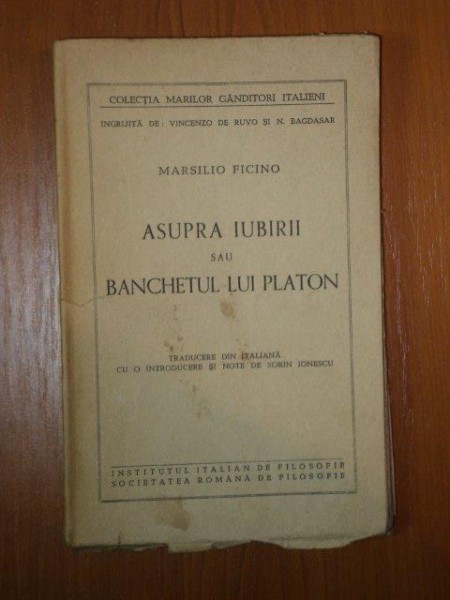 COLECȚIA MARILOR GÂNDITORI ITALIENI
INGRIJITĂ DE: VINCENZO DE RUVO ȘI N. BAGDASAR
MARSILIO FICINO
ASUPRA IUBIRII
SAU
BANCHETUL LUI PLATON
TRADUCERE DIN ITALIANĂ
CU O INTRODUCERE ȘI NOTE DE SORIN IONESCU
INSTITUTUL ITALIAN DE FILOSOFIE
SOCIETATEA ROMÂNĂ DE FILOSOFIE